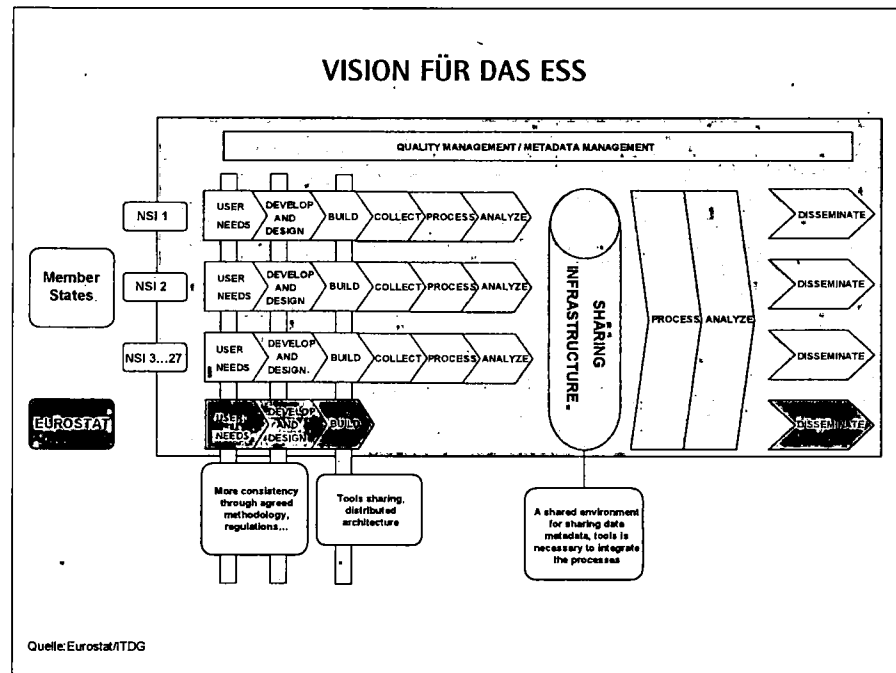 VISION FÜR DAS ESS
QUALITY MANAGEMENT / METADATA MANAGEMENT
Member
States
NSI 1
USER
NEEDS
DEVELOP
AND
DESIGN
BUILD
COLLECT
PROCESS
ANALYZE
DISSEMINATE
NSI 2
USER
NEEDS
DEVELOP
AND
DESIGN
BUILD
COLLECT
PROCESS
ANALYZE
DISSEMINATE
NSI 3...27
USER
NEEDS
DEVELOP
AND
DESIGN
BUILD
COLLECT
PROCESS
ANALYZE
DISSEMINATE
EUROSTAT
USER
NEEDS
DEVELOP
AND
DESIGN
BUILD
DISSEMINATE
SHARING
INFRASTRUCTURE
PROCESS
ANALYZE
More consistency
through agreed
methodology,
regulations...
Tools sharing,
distributed
architecture
A shared environment
for sharing data
metadata, tools is
necessary to integrate
the processes
Quelle:Eurostat/ITDG